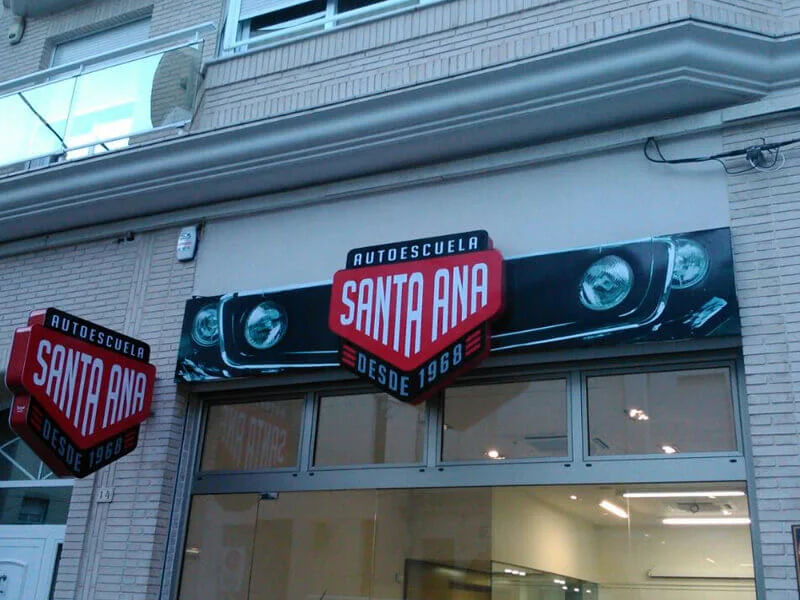 AUTOESCUELA
SANTA ANA
DESDE 1968
AUTOESCUELA
SANTA ANA
DESDE 1968
14